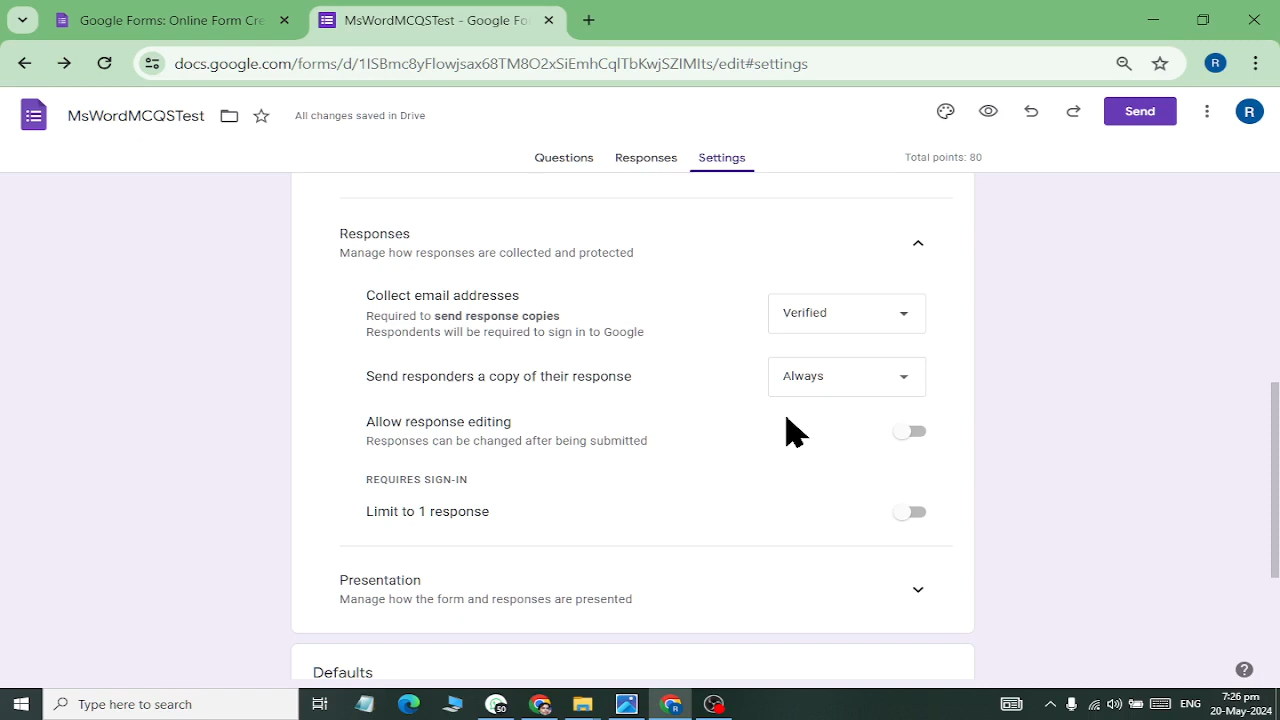 Google Forms: Online Form Cre
MsWordMCQSTest - Google Fo
docs.google.com/forms/d/1ISBmc8yFlowjsax68TM8O2xSiEmhCqlTbKwjSZIMIts/edit#settings
R
MsWordMCQSTest
All changes saved in Drive
Send
R
Questions
Responses
Settings
Total points: 80
Responses
Manage how responses are collected and protected
Collect email addresses
Required to send response copies
Respondents will be required to sign in to Google
Verified
Send responders a copy of their response
Always
Allow response editing
Responses can be changed after being submitted
REQUIRES SIGN-IN
Limit to 1 response
Presentation
Manage how the form and responses are presented
Defaults
Type here to search
ENG
7:26 pm
20-May-2024